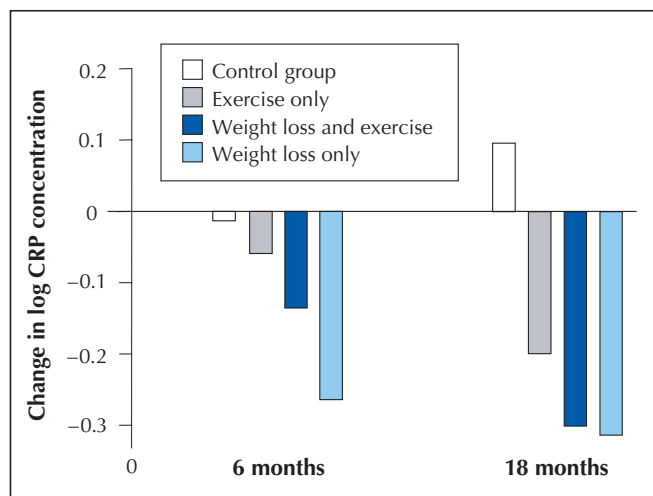 Change in log CRP concentration
0.2
0.1
0
−0.1
−0.2
−0.3
Control group
Exercise only
Weight loss and exercise
Weight loss only
0
6 months
18 months